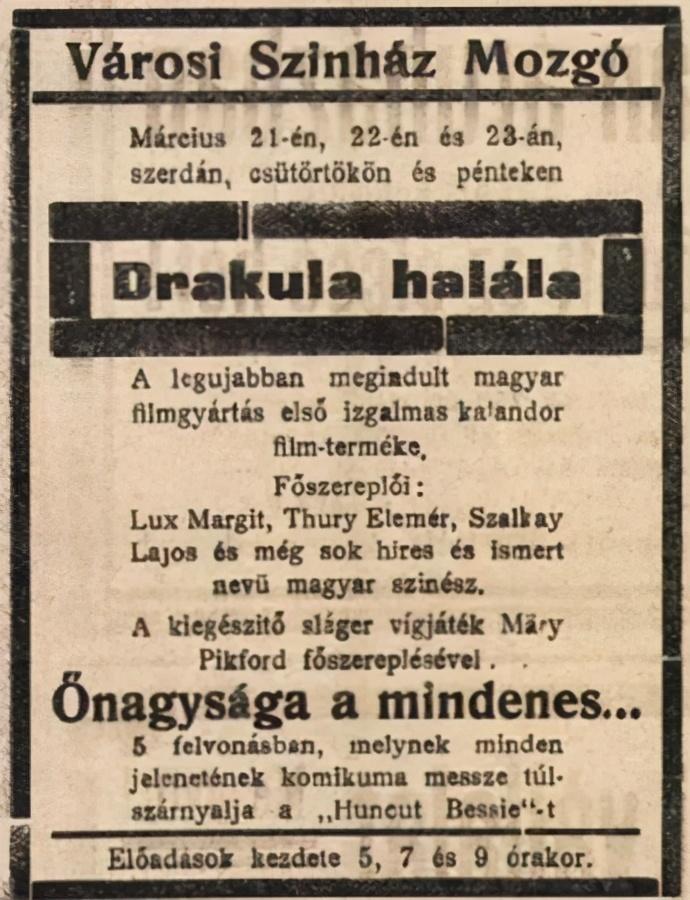 Városi Szinház Mozgó
Március 21-én, 22-én és 23-án,
szerdán, csütörtökön és pénteken
Drakula halála
A legujabban megindult magyar
filmgyártás első izgalmas kalandor
film-terméke.
Főszereplői:
Lux Margit, Thury Elemér, Szalkay
Lajos és még sok hires és ismert
nevü magyar szinész.
A kiegészitő sláger vígjáték Mary
Pikford főszereplésével . .
Őnagysága a mindenes...
5 felvonásban, melynek minden
jelenetének komikuma messze túl-
szárnyalja a „Huncut Bessie“-t
Előadások kezdete 5, 7 és 9 órakor.